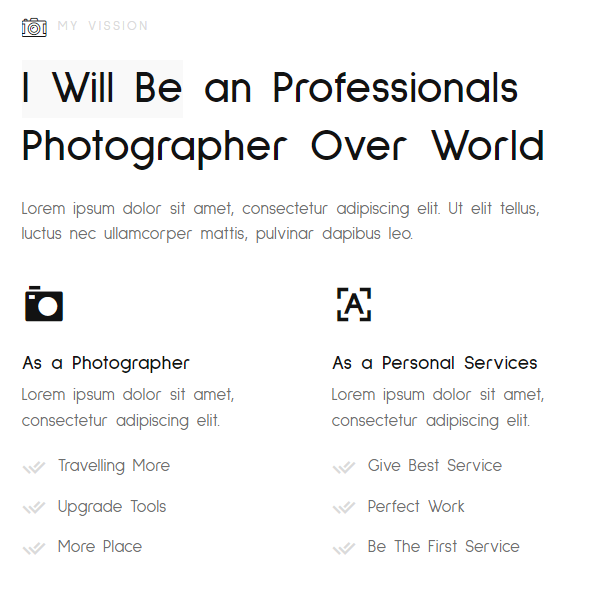 MY VISSION
I Will Be an Professionals
Photographer Over World
Lorem ipsum dolor sit amet, consectetur adipiscing elit. Ut elit tellus,
luctus nec ullamcorper mattis, pulvinar dapibus leo.
A
As a Photographer
Lorem ipsum dolor sit amet,
consectetur adipiscing elit.
Travelling More
Upgrade Tools
More Place
As a Personal Services
Lorem ipsum dolor sit amet,
consectetur adipiscing elit.
Give Best Service
Perfect Work
Be The First Service